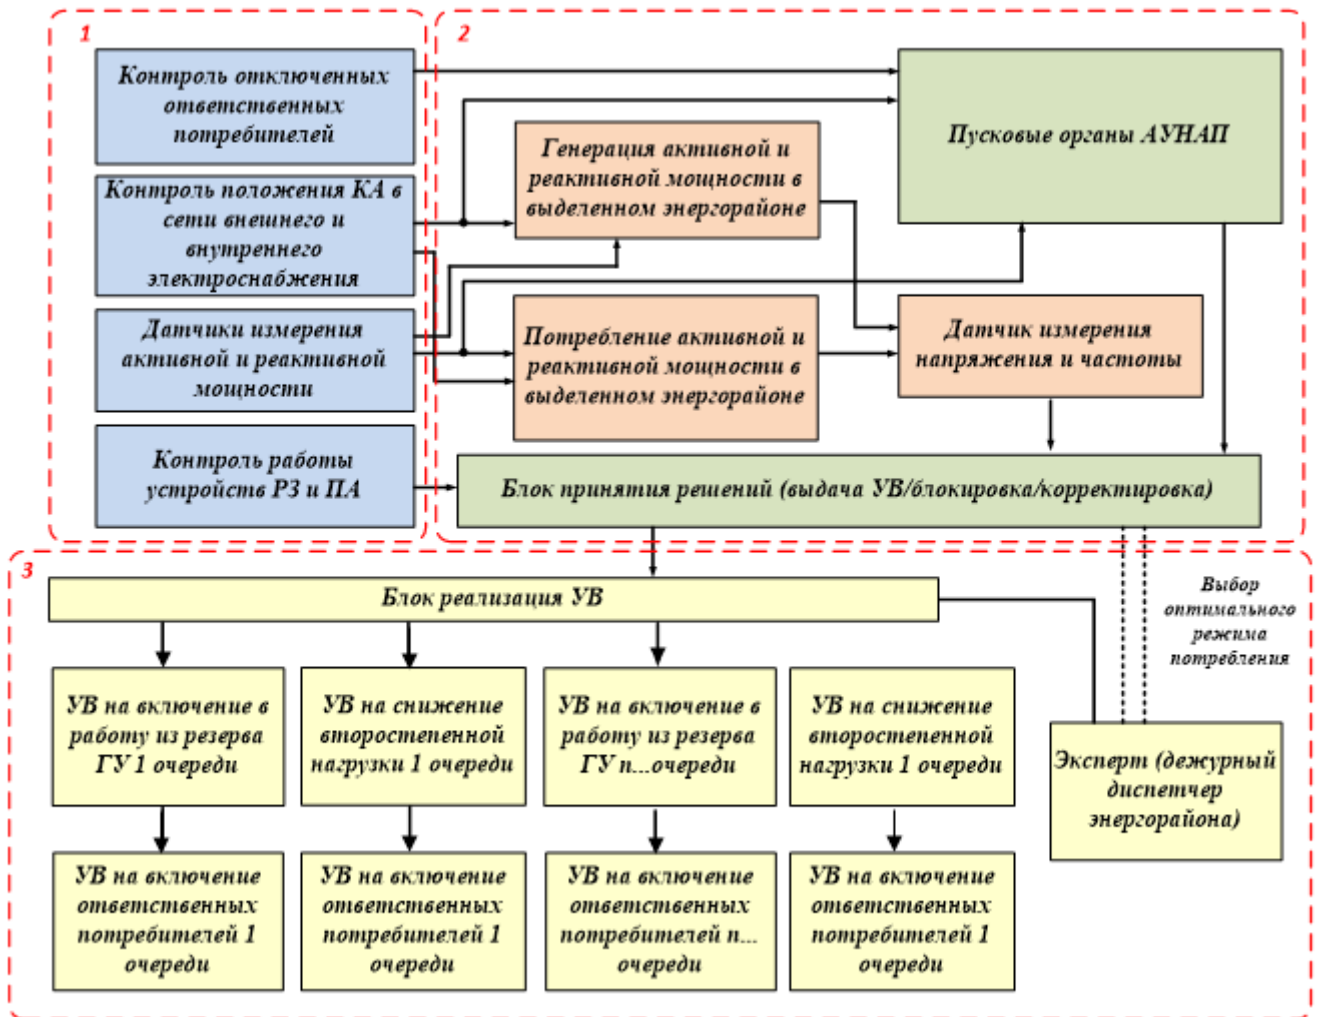 1
Контроль отключенных
ответственных
потребителей
Контроль положения КА в
сети внешнего и
внутреннего
электроснабжения
Датчики измерения
активной и реактивной
мощности
Контроль работы
устройств РЗ и ПА
2
Генерация активной и
реактивной мощности в
выделенном энергорайоне
Потребление активной и
реактивной мощности в
выделенном энергорайоне
Пусковые органы АУНАП
Датчик измерения
напряжения и частоты
Блок принятия решений (выдача УВ/блокировка/корректировка)
3
Блок реализация УВ
Выбор
оптимального
режима
потребления
УВ на включение в
работу из резерва
ГУ 1 очереди
УВ на снижение
второстепенной
нагрузки 1 очереди
УВ на включение в
работу из резерва
ГУ n...очереди
УВ на снижение
второстепенной
нагрузки 1 очереди
Эксперт (дежурный
диспетчер
энергорайона)
УВ на включение
ответственных
потребителей 1
очереди
УВ на включение
ответственных
потребителей 1
очереди
УВ на включение
ответственных
потребителей n...
очереди
УВ на включение
ответственных
потребителей 1
очереди